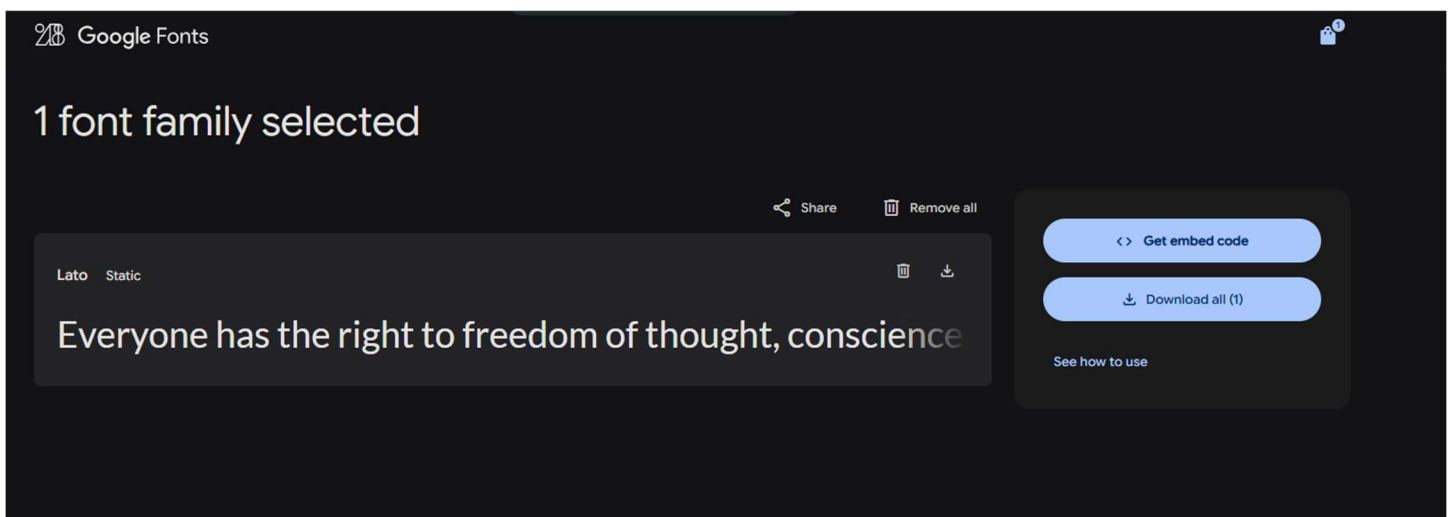 Google Fonts
1
1 font family selected
Share
Remove all
Lato Static
Everyone has the right to freedom of thought, conscience
<> Get embed code
Download all (1)
See how to use